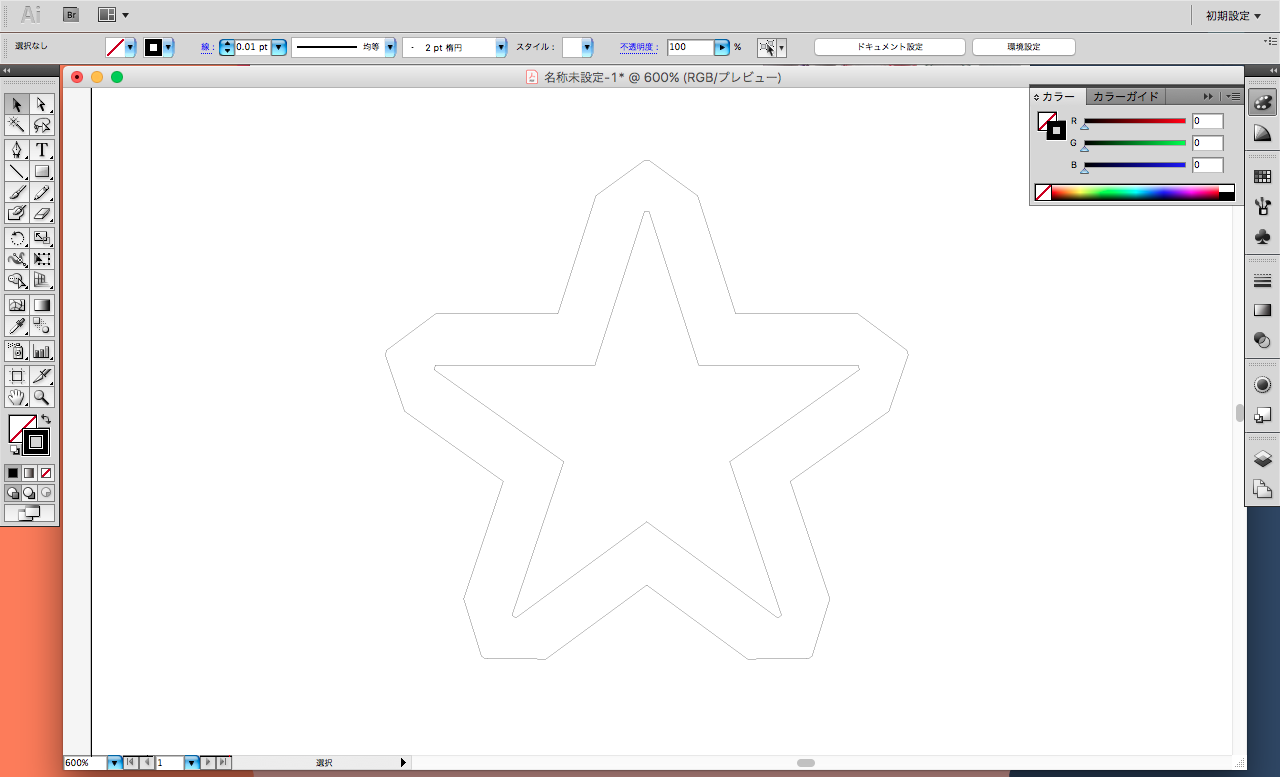 Ai
Br
初期設定
選択なし
線 :
0.01 pt
均等
2 pt 楕円
スタイル :
不透明度 :
100
%
ドキュメント設定
環境設定
名称未設定-1* @ 600% (RGB/プレビュー)
カラー
カラーガイド
R
0
G
0
B
0
T
600%
1
選択